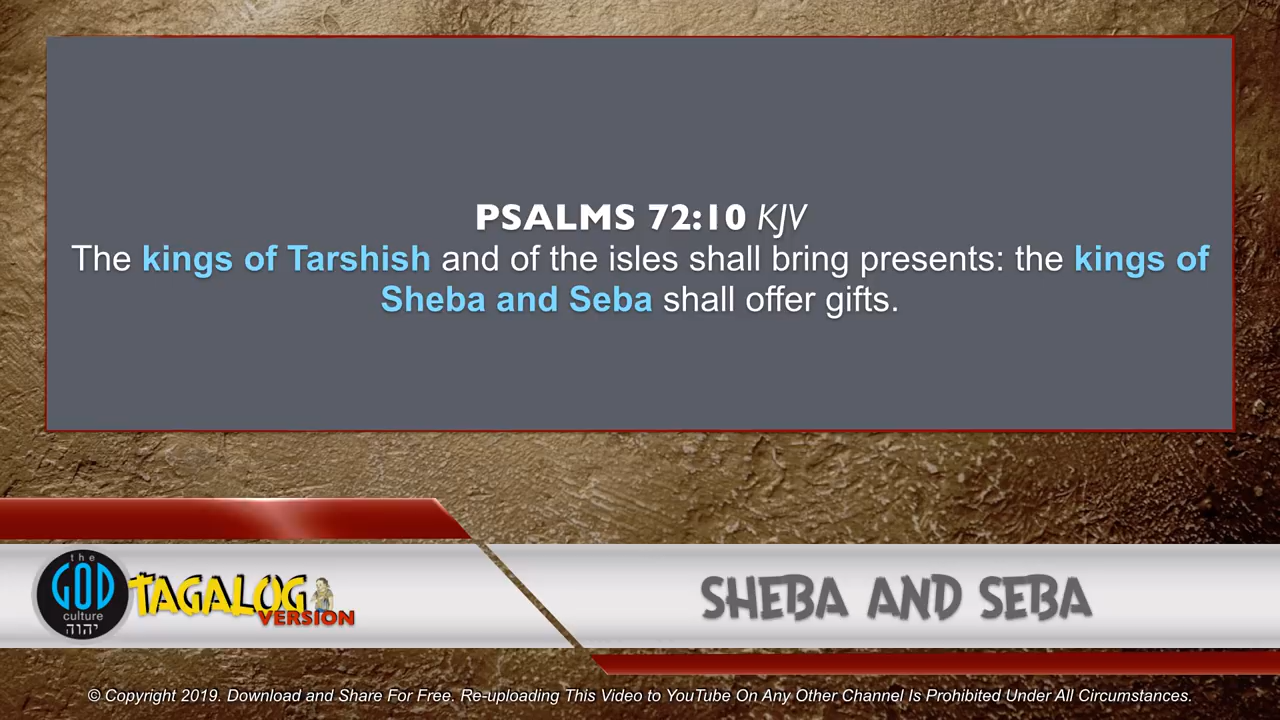 PSALMS 72:10 KJV
The kings of Tarshish and of the isles shall bring presents: the kings of
Sheba and Seba shall offer gifts.
the
GOD
culture
יהוה
TAGALOG
VERSION
SHEBA AND SEBA
© Copyright 2019. Download and Share For Free. Re-uploading This Video to YouTube On Any Other Channel Is Prohibited Under All Circumstances.